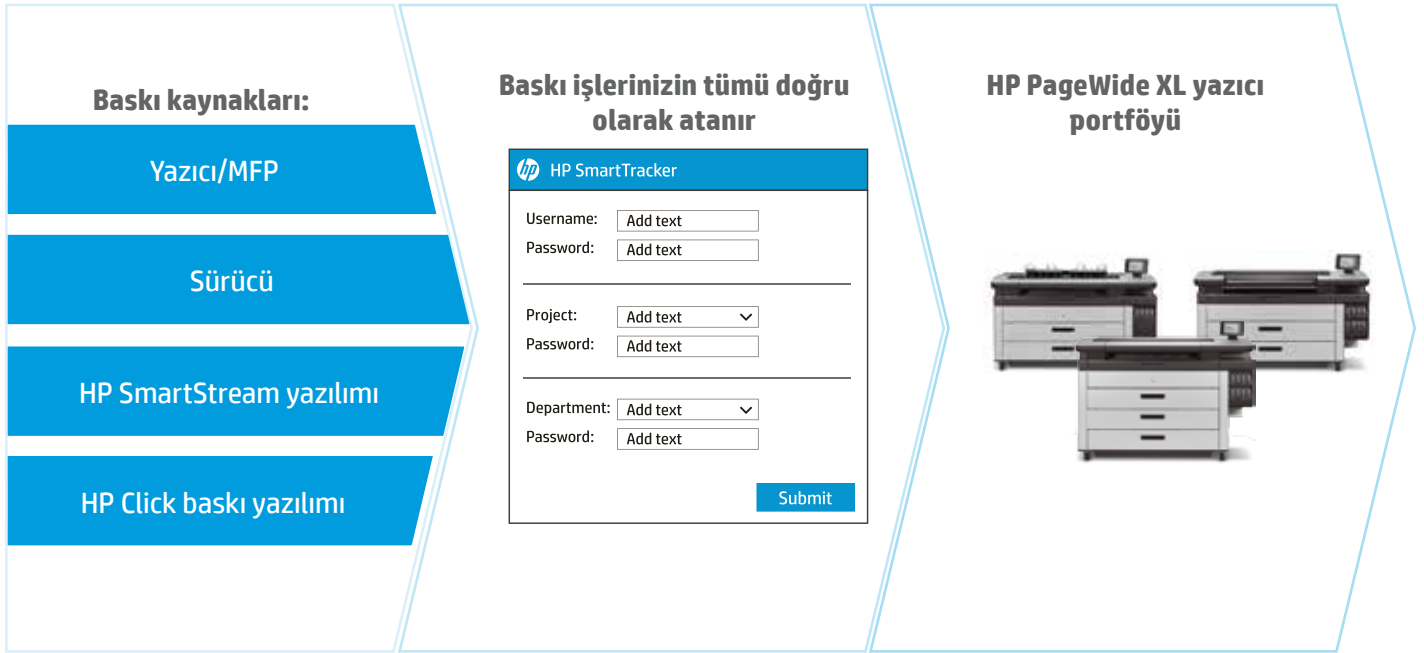 Baskı kaynakları:
Yazıcı/MFP
Sürücü
HP SmartStream yazılımı
HP Click baskı yazılımı
Baskı işlerinizin tümü doğru
olarak atanır
hp HP SmartTracker
Username: Add text
Password: Add text
Project: Add text
Password: Add text
Department: Add text
Password: Add text
Submit
HP PageWide XL yazıcı
portföyü